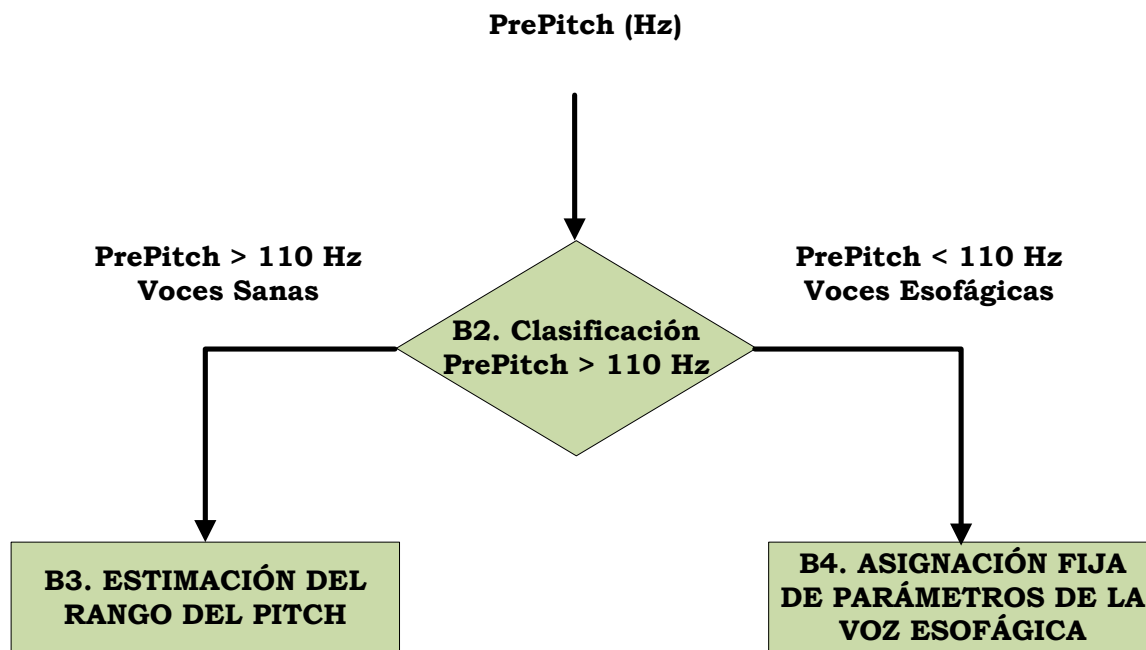 PrePitch (Hz)
PrePitch > 110 Hz
Voces Sanas
PrePitch < 110 Hz
Voces Esofágicas
B2. Clasificación
PrePitch > 110 Hz
B3. ESTIMACIÓN DEL
RANGO DEL PITCH
B4. ASIGNACIÓN FIJA
DE PARÁMETROS DE LA
VOZ ESOFÁGICA